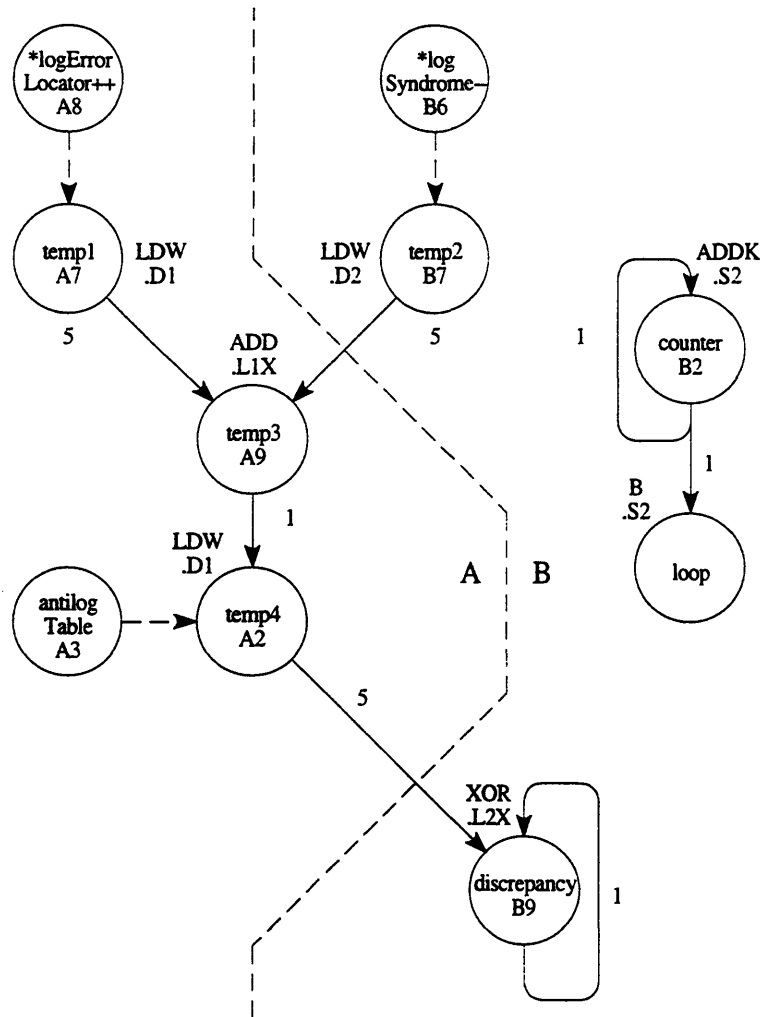 *logError
Locator++
A8
*log
Syndrome--
B6
temp1
A7
LDW
.D1
LDW
.D2
temp2
B7
ADDK
.S2
5
5
1
counter
B2
ADD
.L1X
temp3
A9
1
B
.S2
1
LDW
.D1
A
B
loop
antilog
Table
A3
temp4
A2
5
XOR
.L2X
discrepancy
B9
1